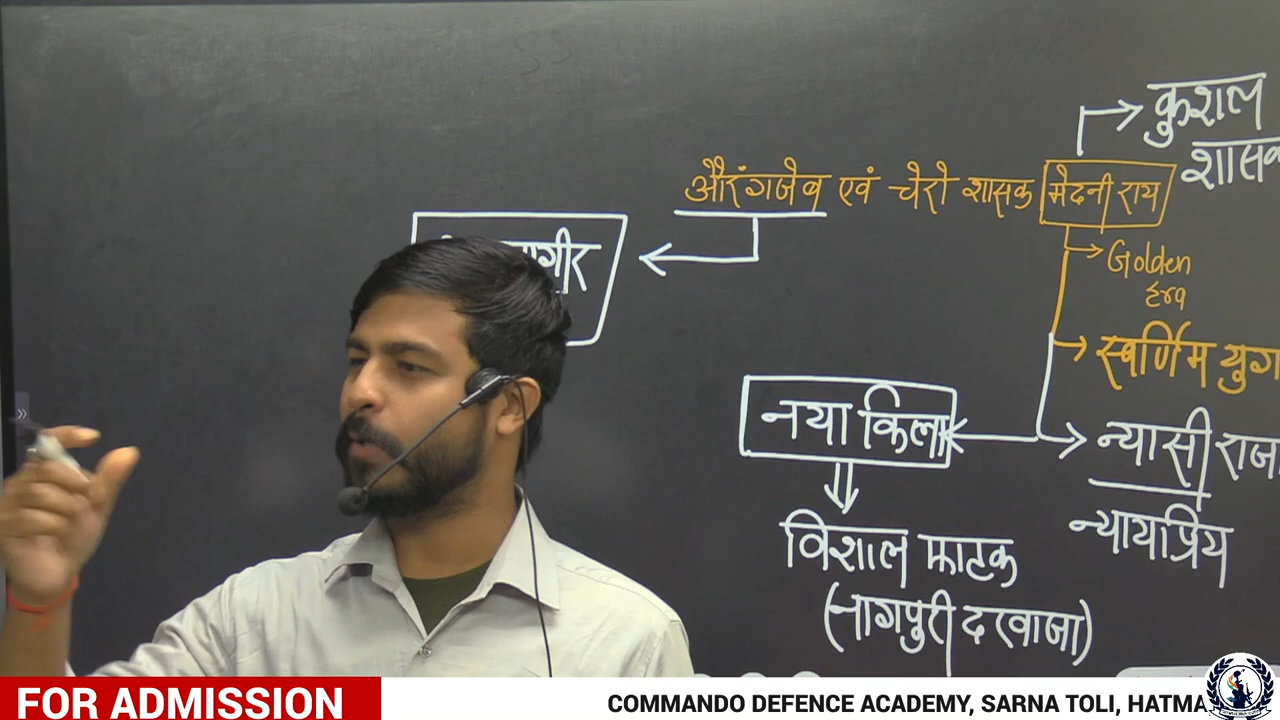 कुशल
शासक
औरंगजेब एवं चेरो शासक मेदनी राय
Golden
स्वर्णिम युग
नया किला
न्यासी राजा
न्यायप्रिय
विशाल फाटक
(नागपुरी दरवाजा)
FOR ADMISSION
COMMANDO DEFENCE ACADEMY, SARNA TOLI, HATMA